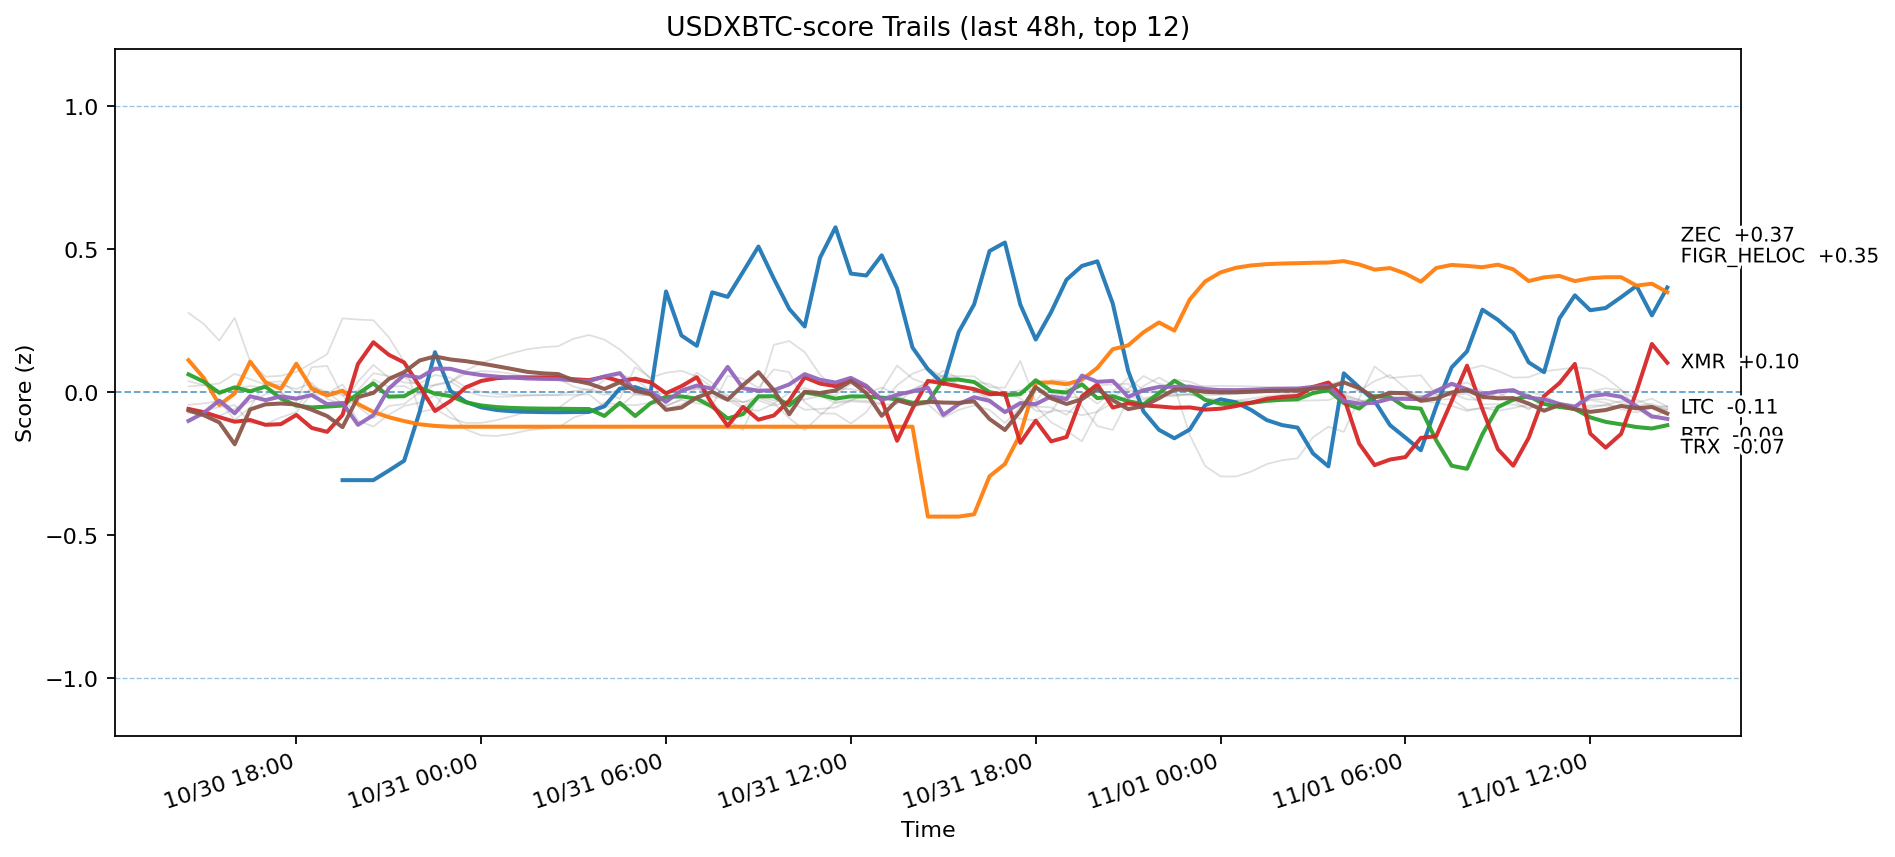 USDXBTC-score Trails (last 48h, top 12)
Score (z)
1.0
0.5
0.0
−0.5
−1.0
ZEC +0.37
FIGR_HELOC +0.35
XMR +0.10
LTC -0.11
BTC -0.09
TRX -0.07
10/30 18:00
10/31 00:00
10/31 06:00
10/31 12:00
10/31 18:00
11/01 00:00
11/01 06:00
11/01 12:00
Time